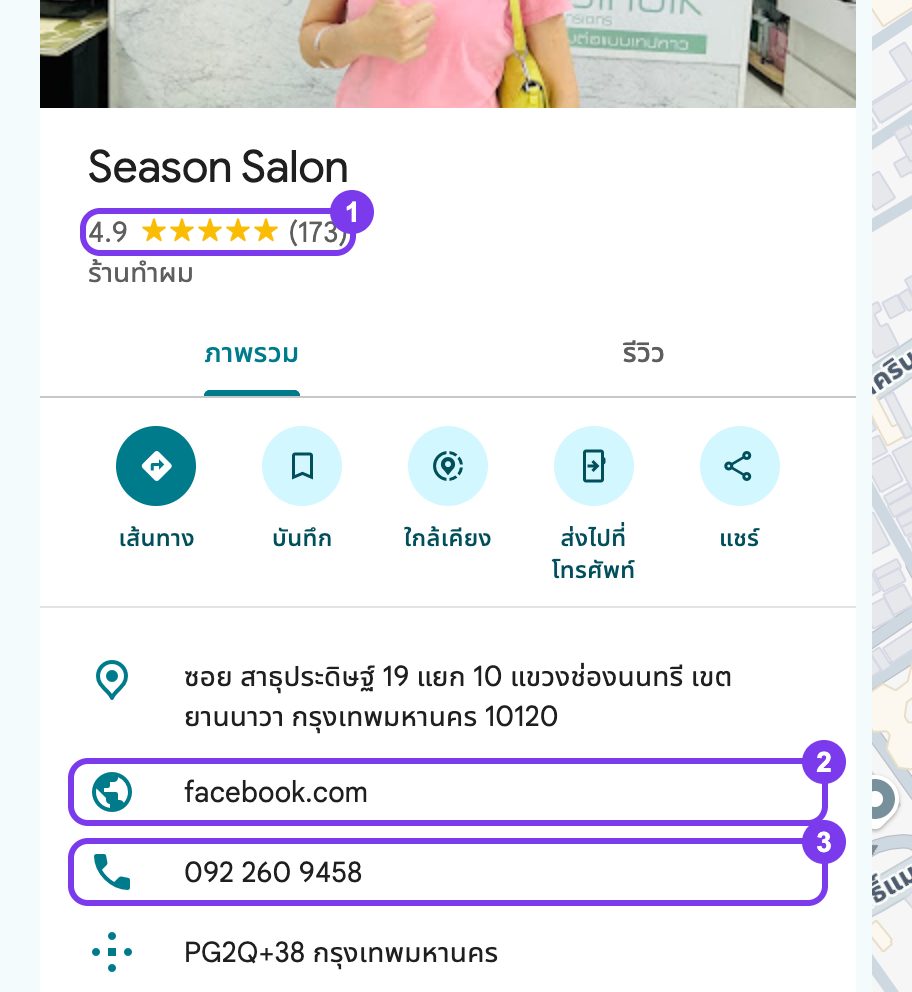 nsions
Season Salon
4.9 (173)
1
ร้านทำผม
ภาพรวม
รีวิว
เส้นทาง
บันทึก
ใกล้เคียง
ส่งไปที่
โทรศัพท์
แชร์
ซอย สาธุประดิษฐ์ 19 แยก 10 แขวงช่องนนทรี เขต
ยานนาวา กรุงเทพมหานคร 10120
2
facebook.com
3
092 260 9458
PG2Q+38 กรุงเทพมหานคร